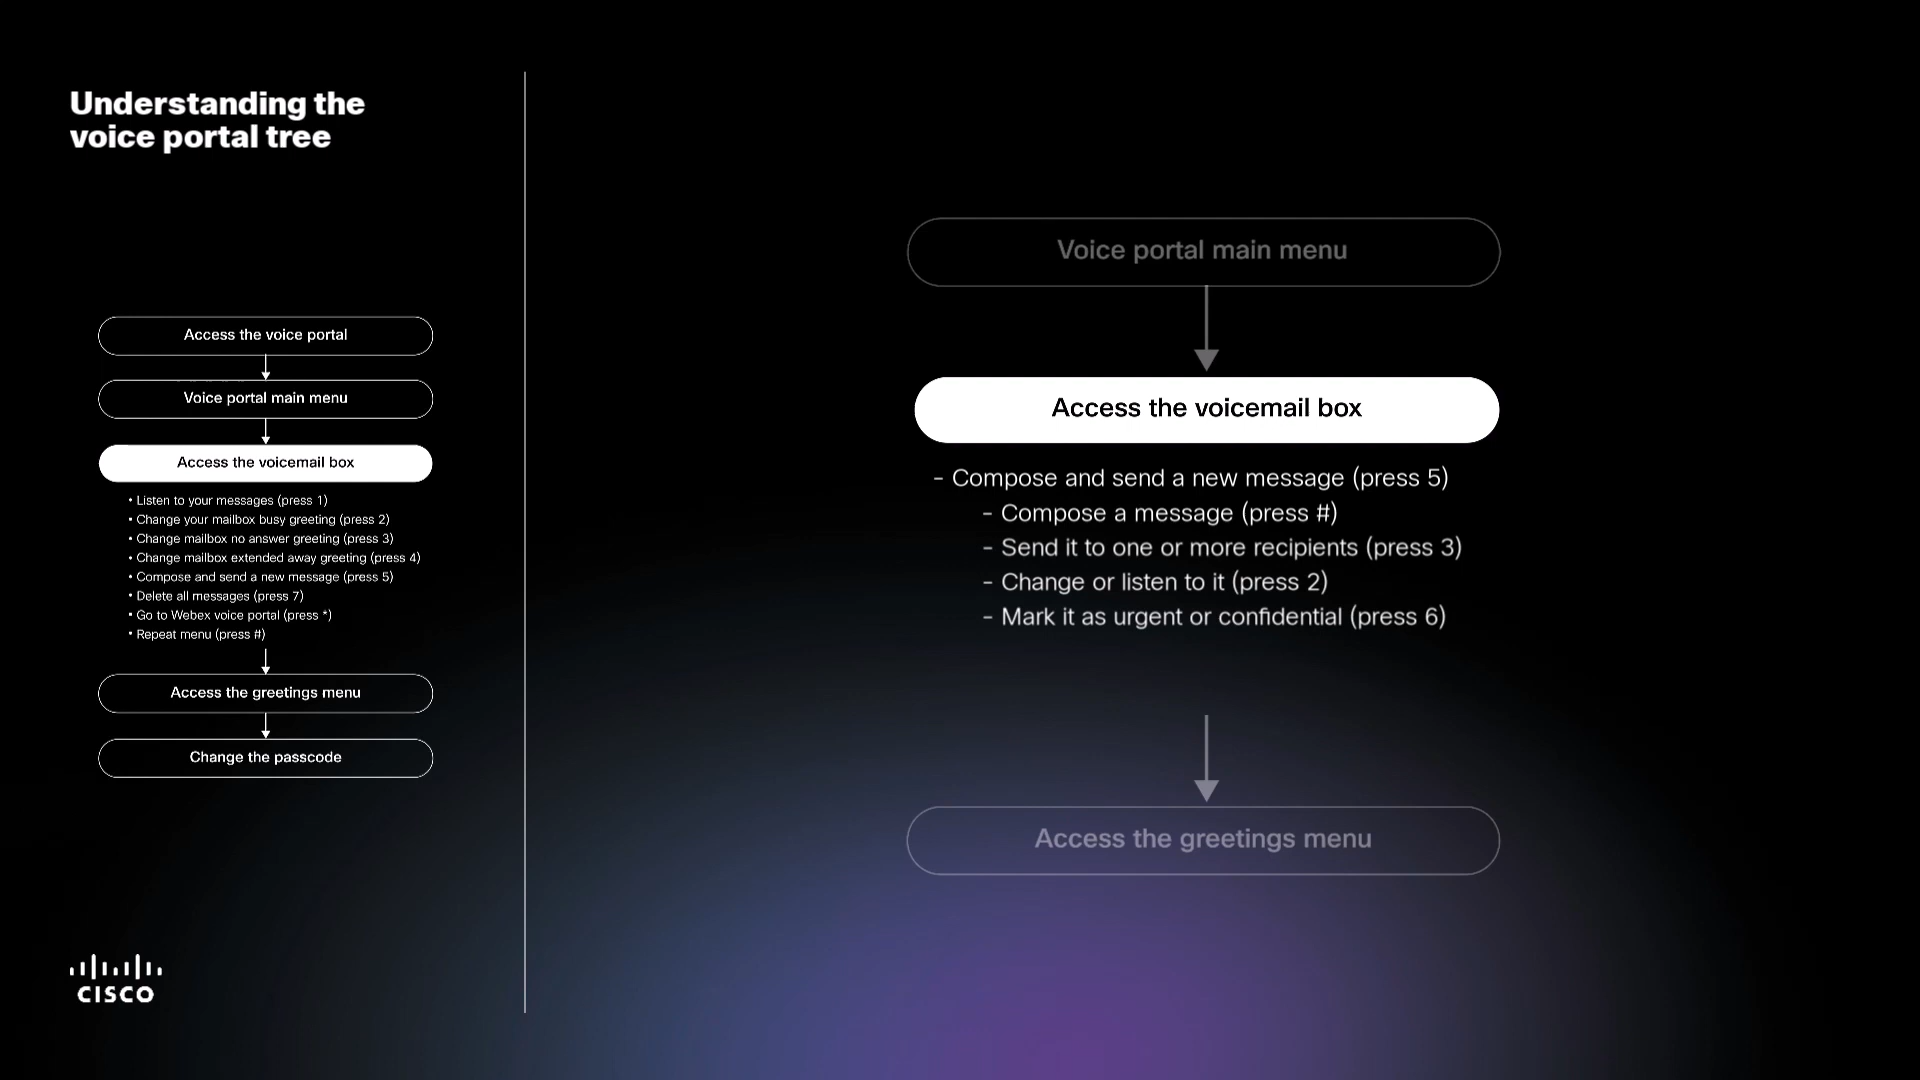 Understanding the
voice portal tree
Access the voice portal
Voice portal main menu
Access the voicemail box
• Listen to your messages (press 1)
• Change your mailbox busy greeting (press 2)
• Change mailbox no answer greeting (press 3)
• Change mailbox extended away greeting (press 4)
• Compose and send a new message (press 5)
• Delete all messages (press 7)
• Go to Webex voice portal (press *)
• Repeat menu (press #)
Access the greetings menu
Change the passcode
CISCO
Voice portal main menu
Access the voicemail box
- Compose and send a new message (press 5)
- Compose a message (press #)
- Send it to one or more recipients (press 3)
- Change or listen to it (press 2)
- Mark it as urgent or confidential (press 6)
Access the greetings menu